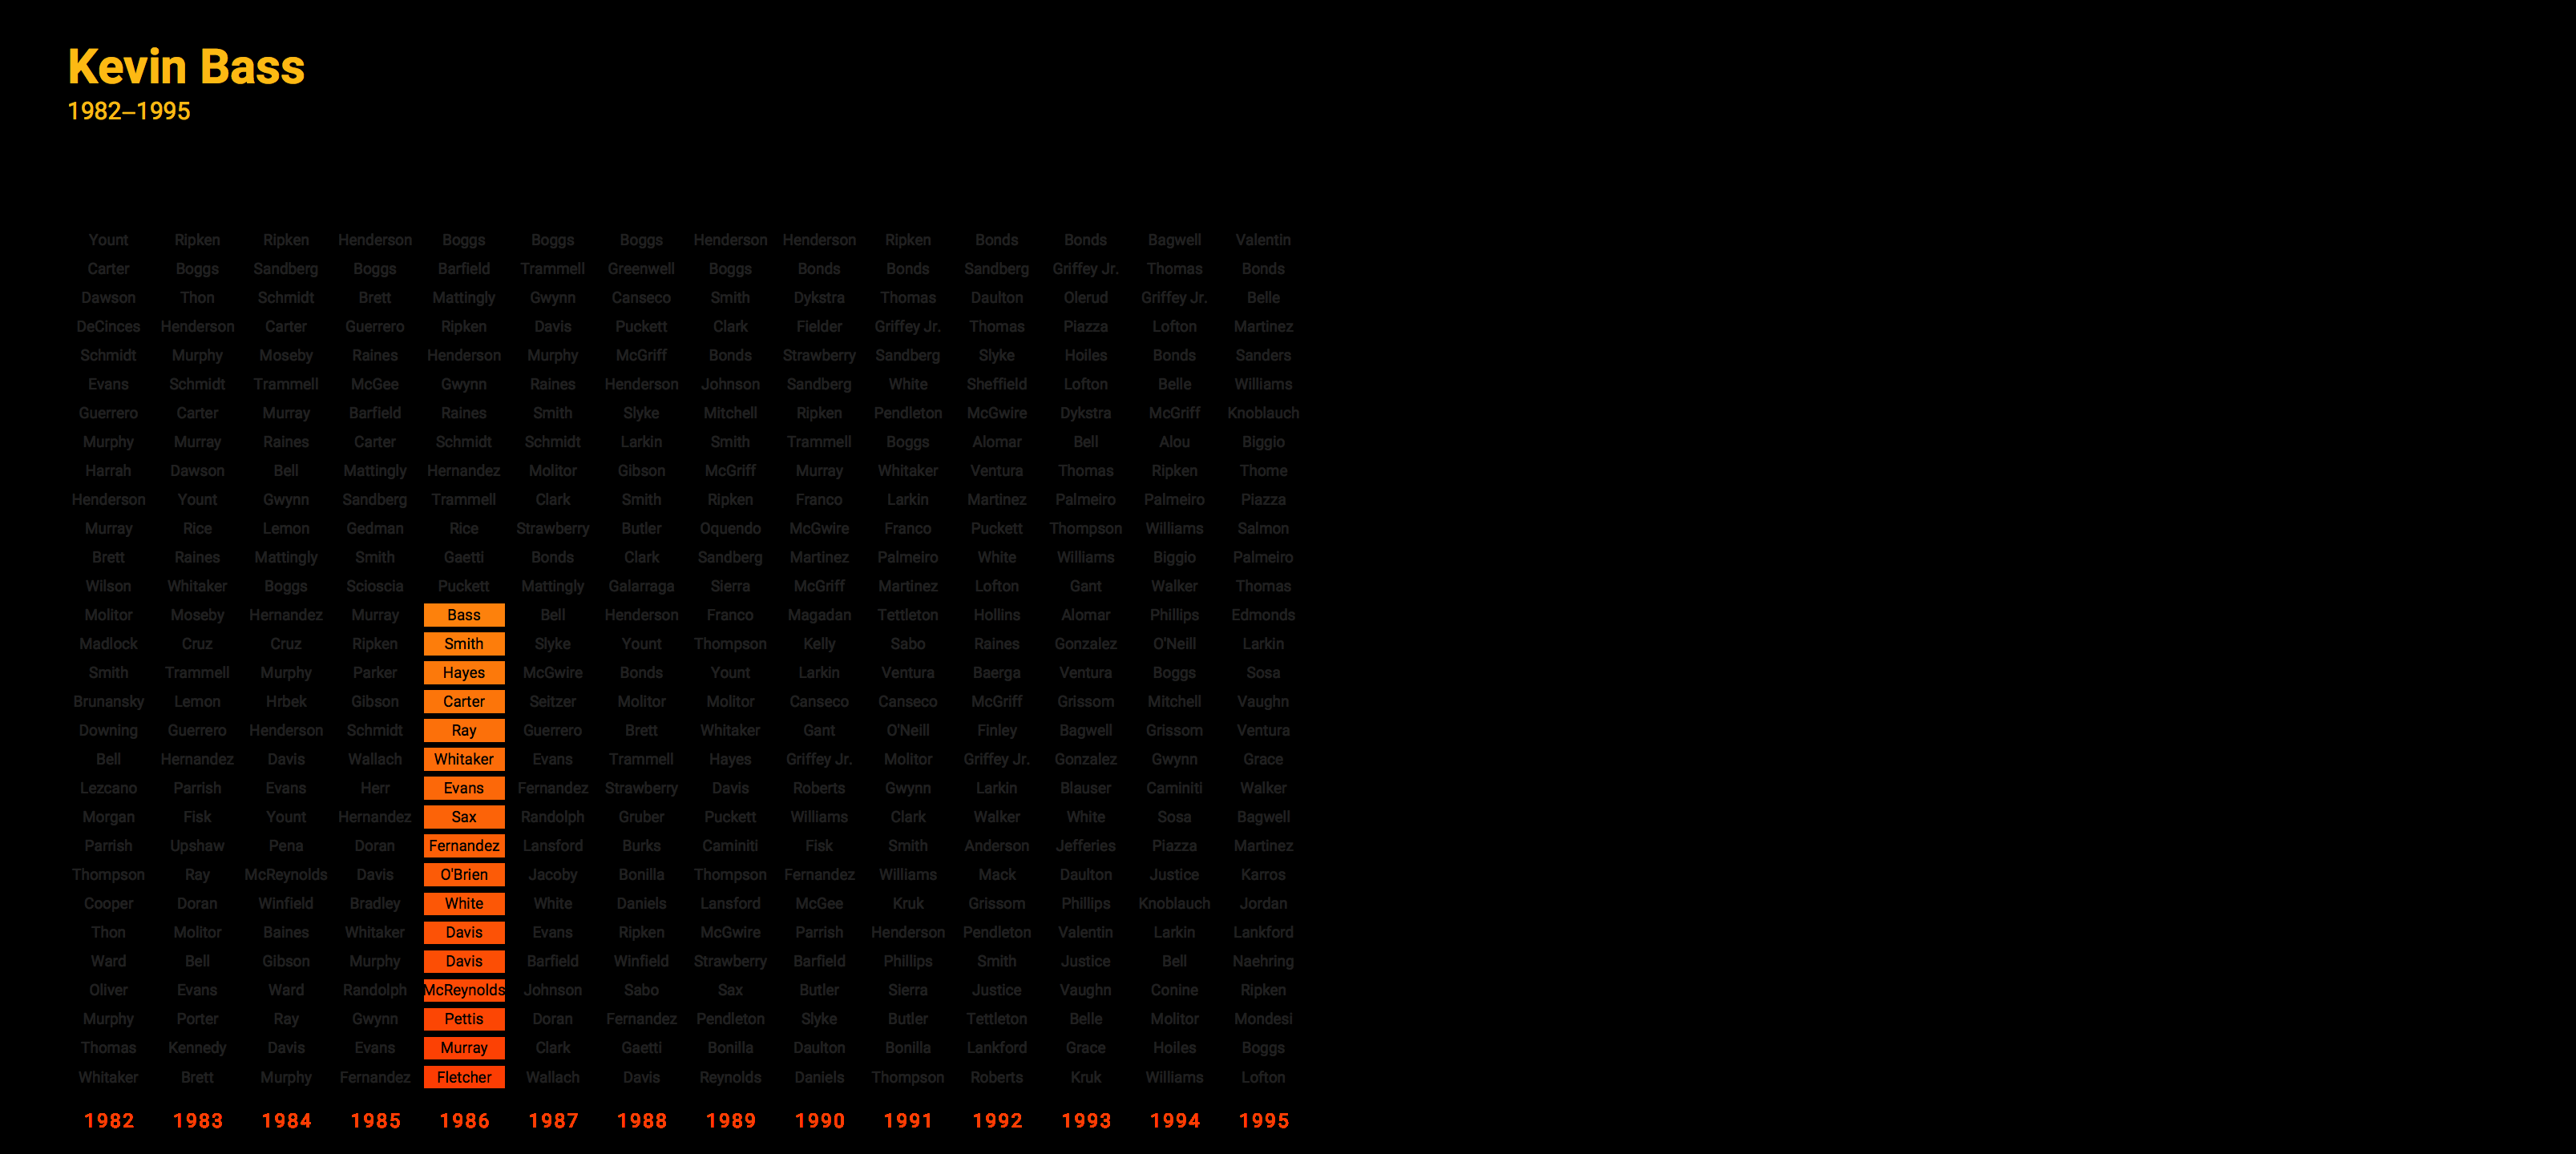 Kevin Bass
1982–1995
Yount Ripken Ripken Henderson Boggs Boggs Boggs Henderson Henderson Ripken Bonds Bonds Bagwell Valentin
Carter Boggs Sandberg Boggs Barfield Trammell Greenwell Boggs Bonds Bonds Sandberg Griffey Jr. Thomas Bonds
Dawson Thon Schmidt Brett Mattingly Gwynn Canseco Smith Dykstra Thomas Daulton Olerud Griffey Jr. Belle
DeCinces Henderson Carter Guerrero Ripken Davis Puckett Clark Fielder Griffey Jr. Thomas Piazza Lofton Martinez
Schmidt Murphy Moseby Raines Henderson Murphy McGriff Bonds Strawberry Sandberg Slyke Hoiles Bonds Sanders
Evans Schmidt Trammell McGee Gwynn Raines Henderson Johnson Sandberg White Sheffield Lofton Belle Williams
Guerrero Carter Murray Barfield Raines Smith Slyke Mitchell Ripken Pendleton McGwire Dykstra McGriff Knoblauch
Murphy Murray Raines Carter Schmidt Schmidt Larkin Smith Trammell Boggs Alomar Bell Alou Biggio
Harrah Dawson Bell Mattingly Hernandez Molitor Gibson McGriff Murray Whitaker Ventura Thomas Ripken Thome
Henderson Yount Gwynn Sandberg Trammell Clark Smith Ripken Franco Larkin Martinez Palmeiro Palmeiro Piazza
Murray Rice Lemon Gedman Rice Strawberry Butler Oquendo McGwire Franco Puckett Thompson Williams Salmon
Brett Raines Mattingly Smith Gaetti Bonds Clark Sandberg Martinez Palmeiro White Williams Biggio Palmeiro
Wilson Whitaker Boggs Scioscia Puckett Mattingly Galarraga Sierra McGriff Martinez Lofton Gant Walker Thomas
Molitor Moseby Hernandez Murray Bass Bell Henderson Franco Magadan Tettleton Hollins Alomar Phillips Edmonds
Madlock Cruz Cruz Ripken Smith Slyke Yount Thompson Kelly Sabo Raines Gonzalez O'Neill Larkin
Smith Trammell Murphy Parker Hayes McGwire Bonds Yount Larkin Ventura Baerga Ventura Boggs Sosa
Brunansky Lemon Hrbek Gibson Carter Seitzer Molitor Molitor Canseco Canseco McGriff Grissom Mitchell Vaughn
Downing Guerrero Henderson Schmidt Ray Guerrero Brett Whitaker Gant O'Neill Finley Bagwell Grissom Ventura
Bell Hernandez Davis Wallach Whitaker Evans Trammell Hayes Griffey Jr. Molitor Griffey Jr. Gonzalez Gwynn Grace
Lezcano Parrish Evans Herr Evans Fernandez Strawberry Davis Roberts Gwynn Larkin Blauser Caminiti Walker
Morgan Fisk Yount Hernandez Sax Randolph Gruber Puckett Williams Clark Walker White Sosa Bagwell
Parrish Upshaw Pena Doran Fernandez Lansford Burks Caminiti Fisk Smith Anderson Jefferies Piazza Martinez
Thompson Ray McReynolds Davis O'Brien Jacoby Bonilla Thompson Fernandez Williams Mack Daulton Justice Karros
Cooper Doran Winfield Bradley White White Daniels Lansford McGee Kruk Grissom Phillips Knoblauch Jordan
Thon Molitor Baines Whitaker Davis Evans Ripken McGwire Parrish Henderson Pendleton Valentin Larkin Lankford
Ward Bell Gibson Murphy Davis Barfield Winfield Strawberry Barfield Phillips Smith Justice Bell Naehring
Oliver Evans Ward Randolph McReynolds Johnson Sabo Sax Butler Sierra Justice Vaughn Conine Ripken
Murphy Porter Ray Gwynn Pettis Doran Fernandez Pendleton Slyke Butler Tettleton Belle Molitor Mondesi
Thomas Kennedy Davis Evans Murray Clark Gaetti Bonilla Daulton Bonilla Lankford Grace Hoiles Boggs
Whitaker Brett Murphy Fernandez Fletcher Wallach Davis Reynolds Daniels Thompson Roberts Kruk Williams Lofton
1982 1983 1984 1985 1986 1987 1988 1989 1990 1991 1992 1993 1994 1995